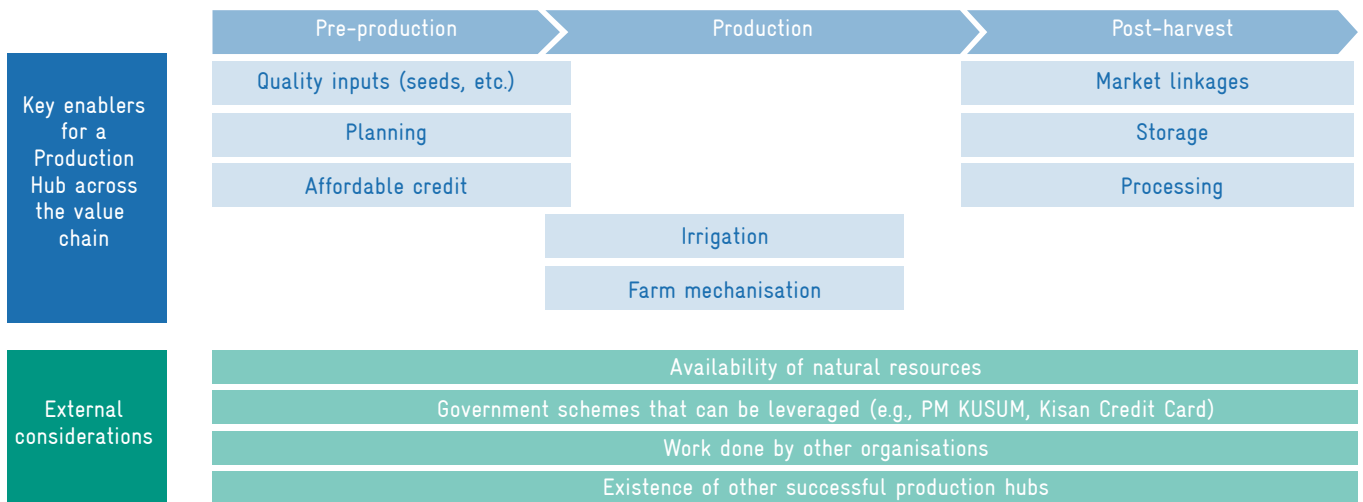 Pre-production
Production
Post-harvest
Key enablers
for a
Production
Hub across
the value
chain
Quality inputs (seeds, etc.)
Market linkages
Planning
Storage
Affordable credit
Processing
Irrigation
Farm mechanisation
External
considerations
Availability of natural resources
Government schemes that can be leveraged (e.g., PM KUSUM, Kisan Credit Card)
Work done by other organisations
Existence of other successful production hubs